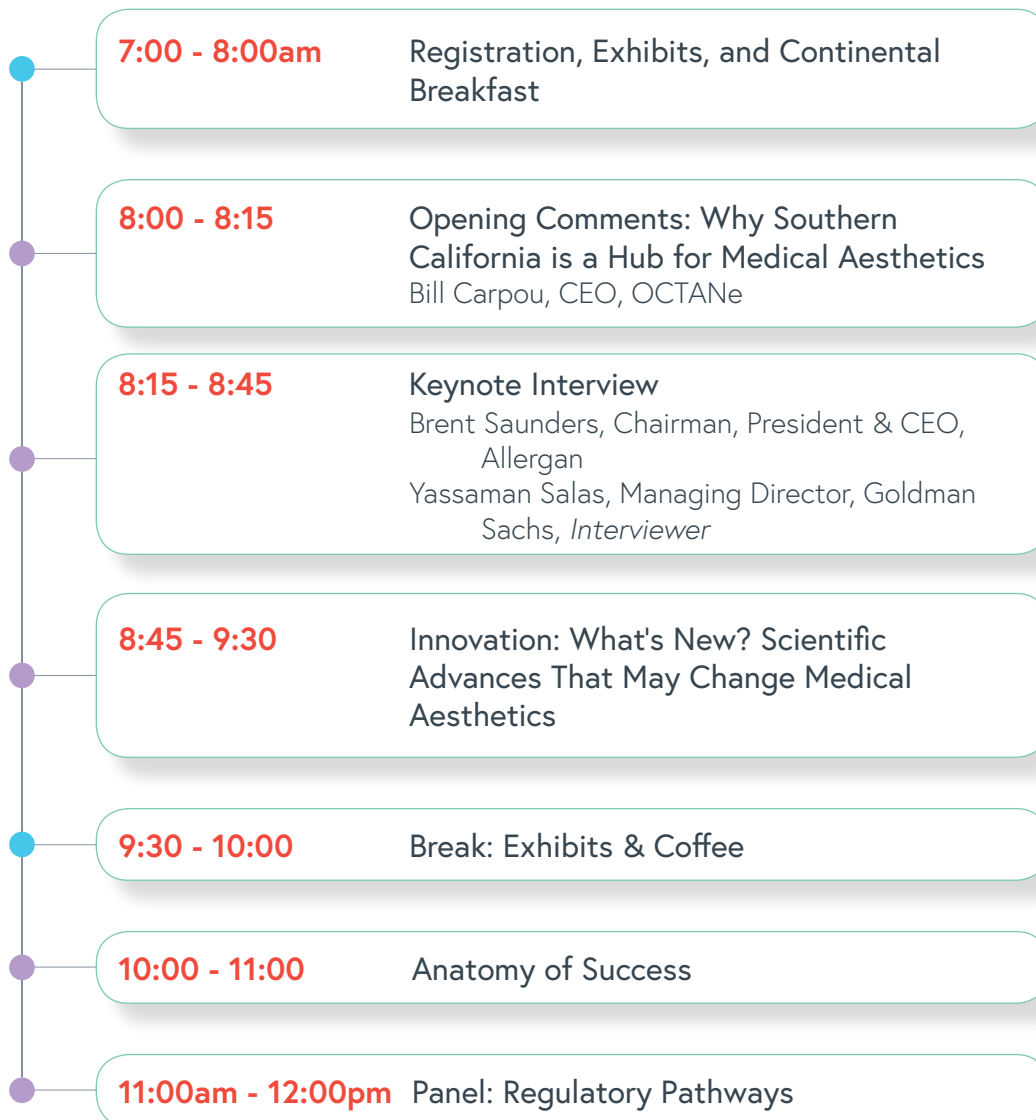 7:00 - 8:00am Registration, Exhibits, and Continental
Breakfast
8:00 - 8:15 Opening Comments: Why Southern
California is a Hub for Medical Aesthetics
Bill Carpou, CEO, OCTANe
8:15 - 8:45 Keynote Interview
Brent Saunders, Chairman, President & CEO,
Allergan
Yassaman Salas, Managing Director, Goldman
Sachs, Interviewer
8:45 - 9:30 Innovation: What's New? Scientific
Advances That May Change Medical
Aesthetics
9:30 - 10:00 Break: Exhibits & Coffee
10:00 - 11:00 Anatomy of Success
11:00am - 12:00pm Panel: Regulatory Pathways